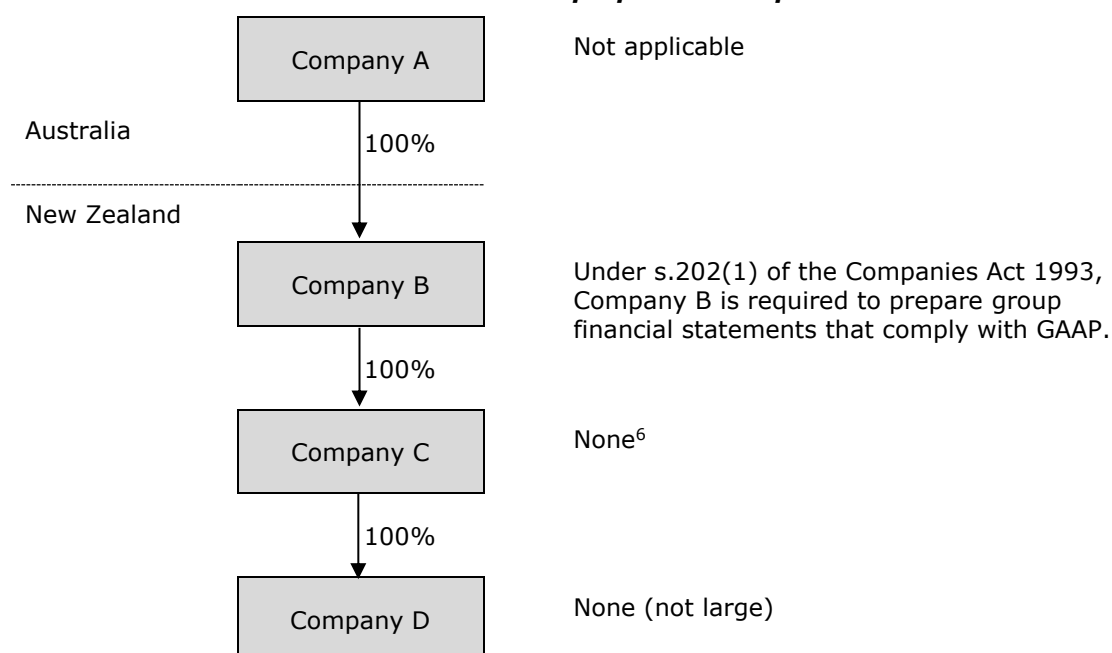 Company A
Not applicable
Australia
100%
New Zealand
Company B
Under s.202(1) of the Companies Act 1993,
Company B is required to prepare group
financial statements that comply with GAAP.
100%
Company C
None⁶
100%
Company D
None (not large)